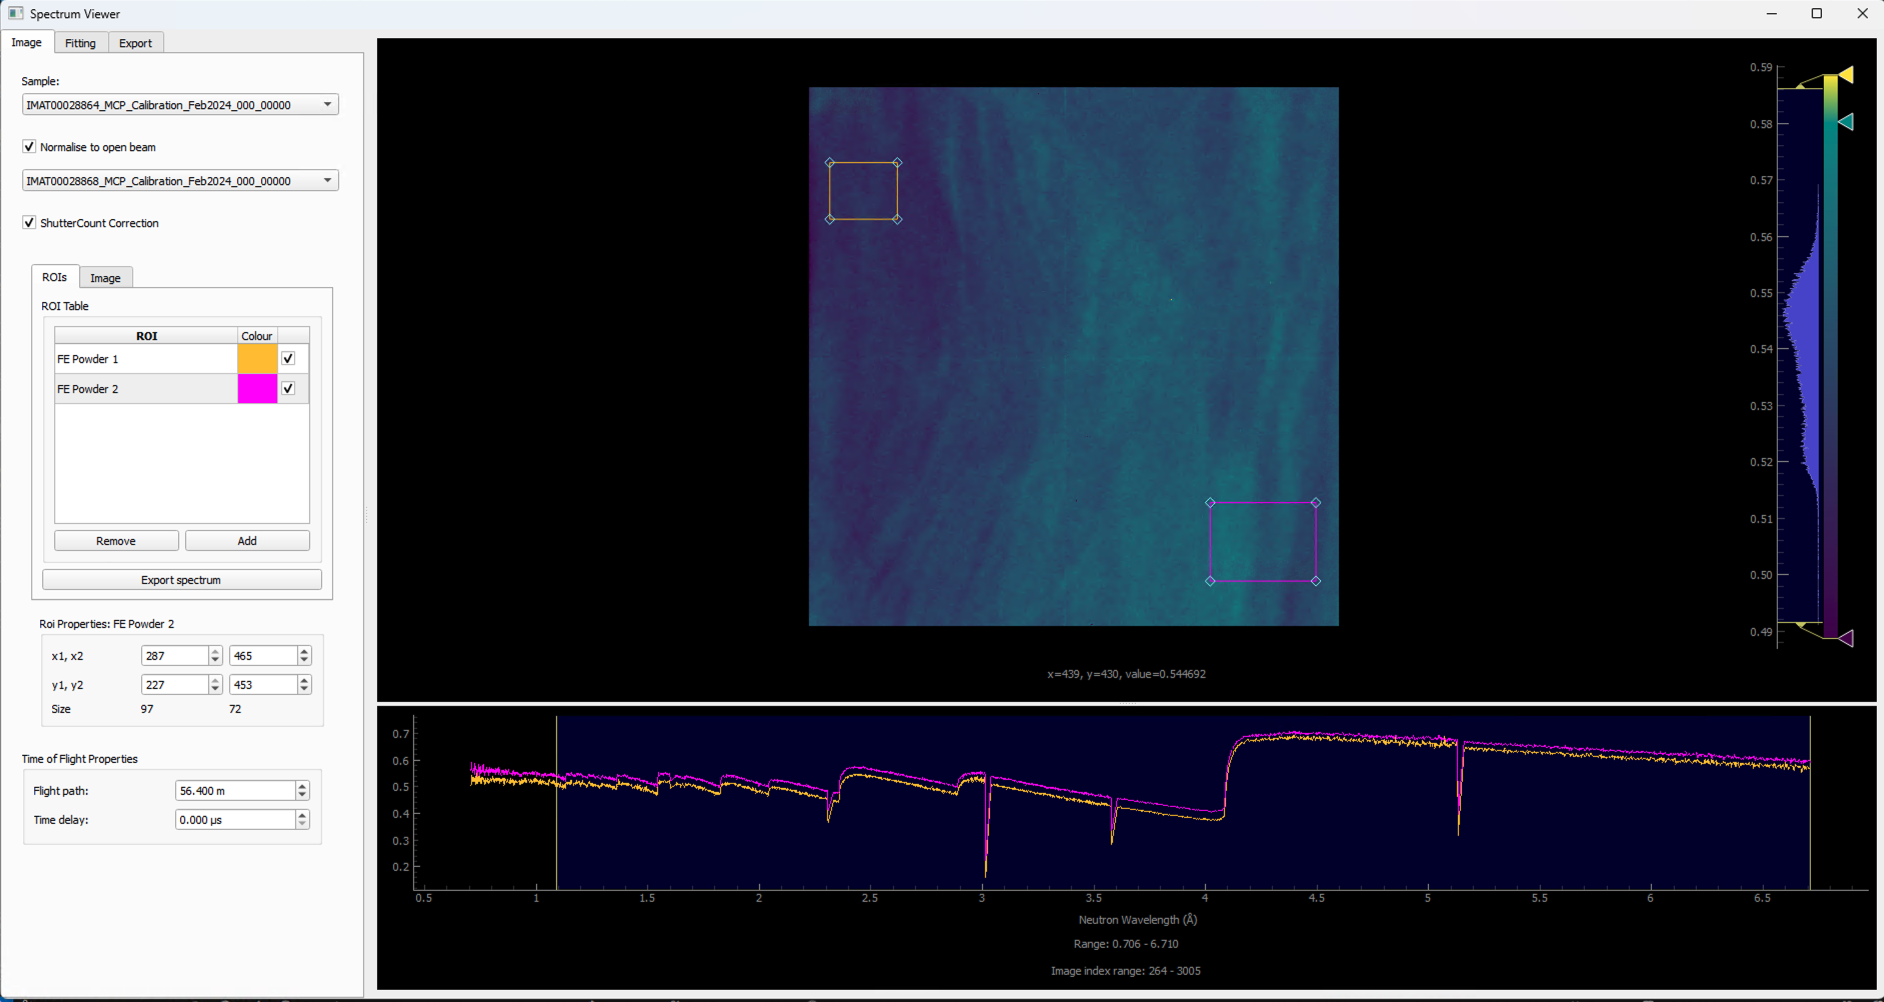 Spectrum Viewer
Image Fitting Export
Sample:
IMAT00028864_MCP_Calibration_Feb2024_000_00000
Normalise to open beam
IMAT00028868_MCP_Calibration_Feb2024_000_00000
ShutterCount Correction
ROIs Image
ROI Table
ROI Colour
FE Powder 1
FE Powder 2
Remove Add
Export spectrum
Roi Properties: FE Powder 2
x1, x2 287 465
y1, y2 227 453
Size 97 72
Time of Flight Properties
Flight path: 56.400 m
Time delay: 0.000 µs
0.59
0.58
0.57
0.56
0.55
0.54
0.53
0.52
0.51
0.50
0.49
x=439, y=430, value=0.544692
0.7
0.6
0.5
0.4
0.3
0.2
0.5 1 1.5 2 2.5 3 3.5 4 4.5 5 5.5 6 6.5
Neutron Wavelength (Å)
Range: 0.706 - 6.710
Image index range: 264 - 3005